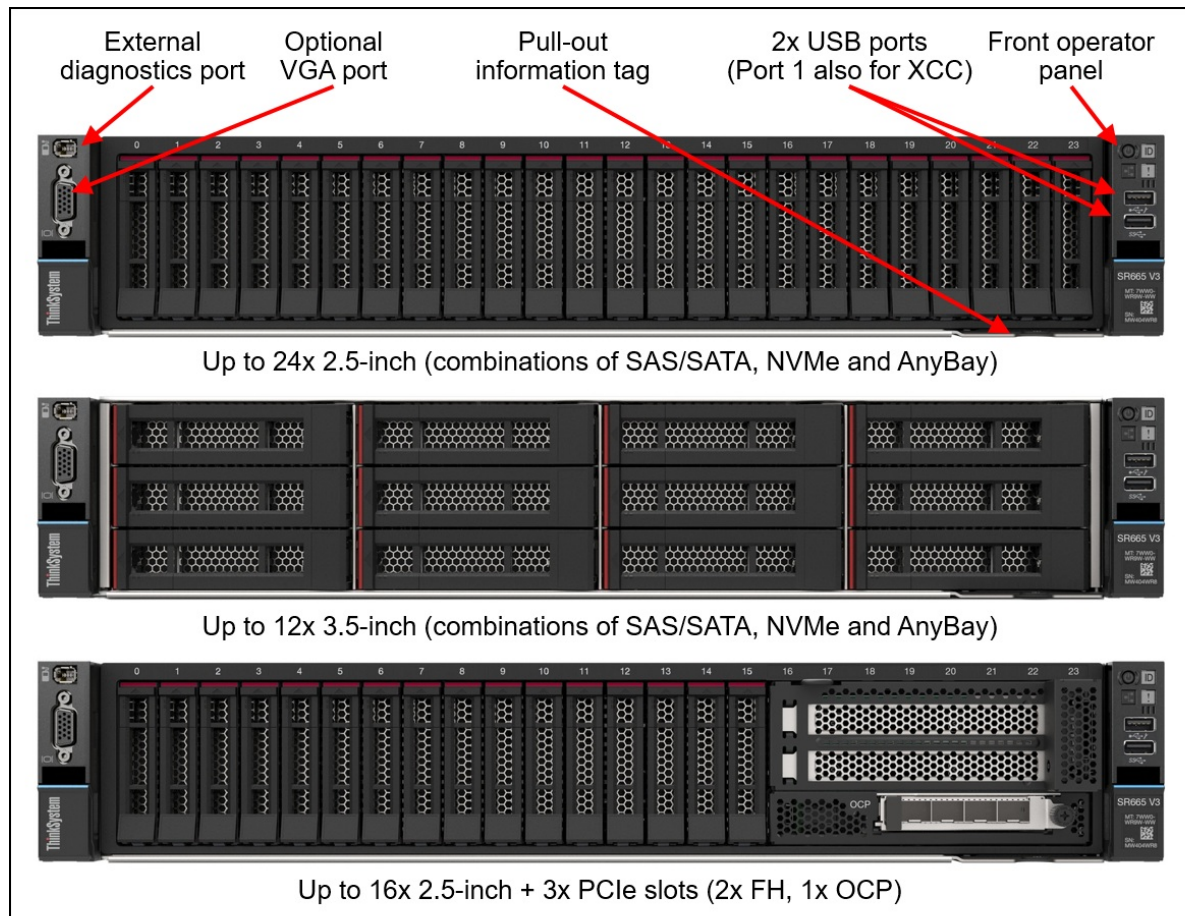 External
diagnostics port
Optional
VGA port
Pull-out
information tag
2x USB ports
(Port 1 also for XCC)
Front operator
panel
0 1 2 3 4 5 6 7 8 9 10 11 12 13 14 15 16 17 18 19 20 21 22 23
ID
ThinkSystem
SR665 V3
Up to 24x 2.5-inch (combinations of SAS/SATA, NVMe and AnyBay)
ID
ThinkSystem
SR665 V3
Up to 12x 3.5-inch (combinations of SAS/SATA, NVMe and AnyBay)
0 1 2 3 4 5 6 7 8 9 10 11 12 13 14 15 16 17 18 19 20 21 22 23
ID
OCP
ThinkSystem
SR665 V3
Up to 16x 2.5-inch + 3x PCIe slots (2x FH, 1x OCP)